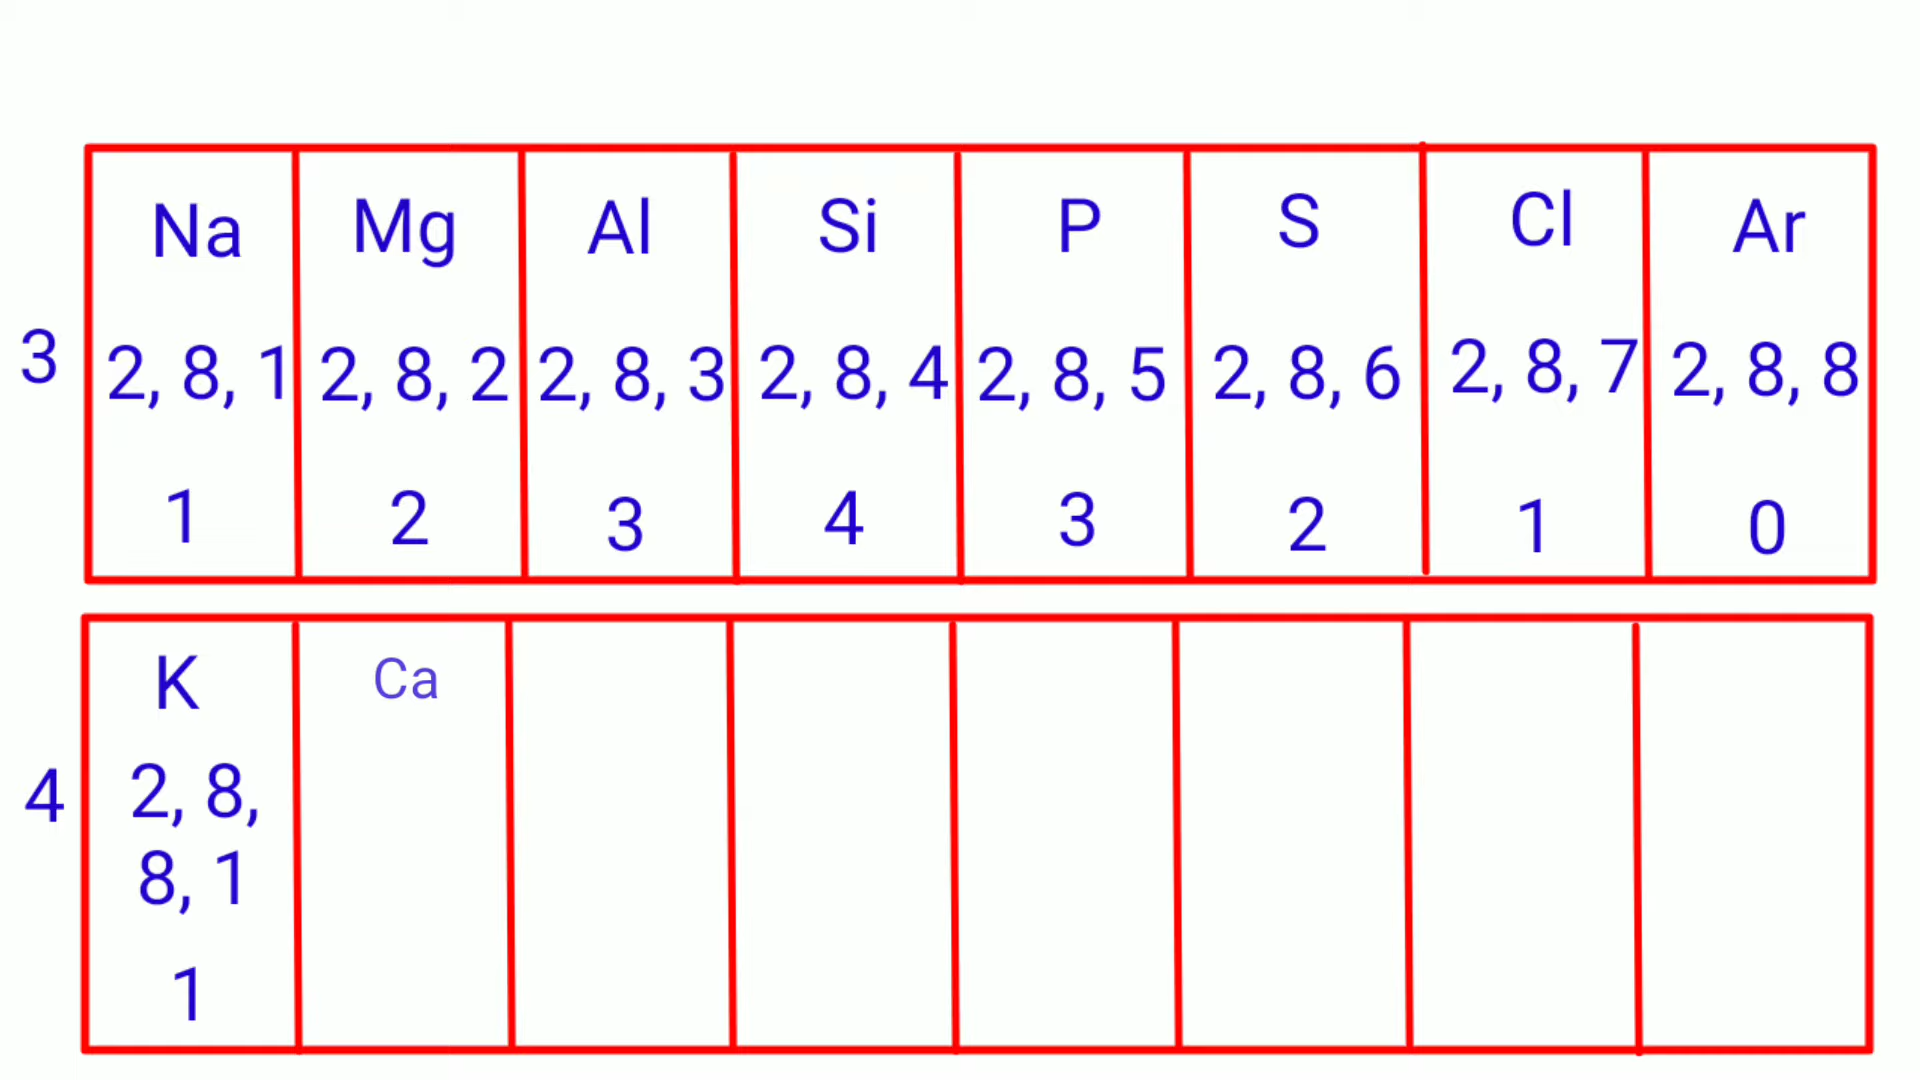 Na Mg Al Si P S Cl Ar
3 2, 8, 1 2, 8, 2 2, 8, 3 2, 8, 4 2, 8, 5 2, 8, 6 2, 8, 7 2, 8, 8
1 2 3 4 3 2 1 0
K Ca
4 2, 8,
8, 1
1